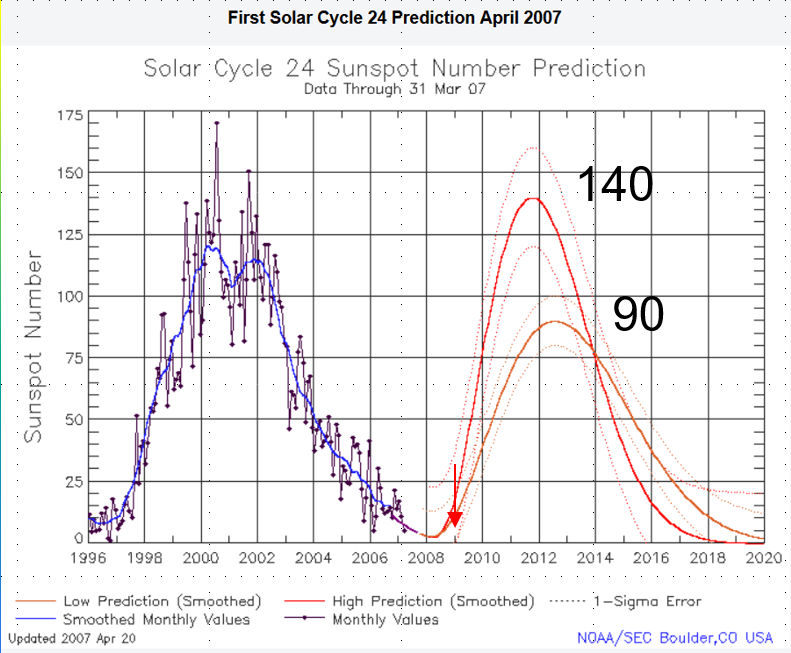 First Solar Cycle 24 Prediction April 2007
Solar Cycle 24 Sunspot Number Prediction
Data Through 31 Mar 07
175
150
125
100
75
50
25
0
Sunspot Number
140
90
1996 1998 2000 2002 2004 2006 2008 2010 2012 2014 2016 2018 2020
Low Prediction (Smoothed) High Prediction (Smoothed) 1-Sigma Error
Smoothed Monthly Values Monthly Values
Updated 2007 Apr 20 NOAA/SEC Boulder,CO USA